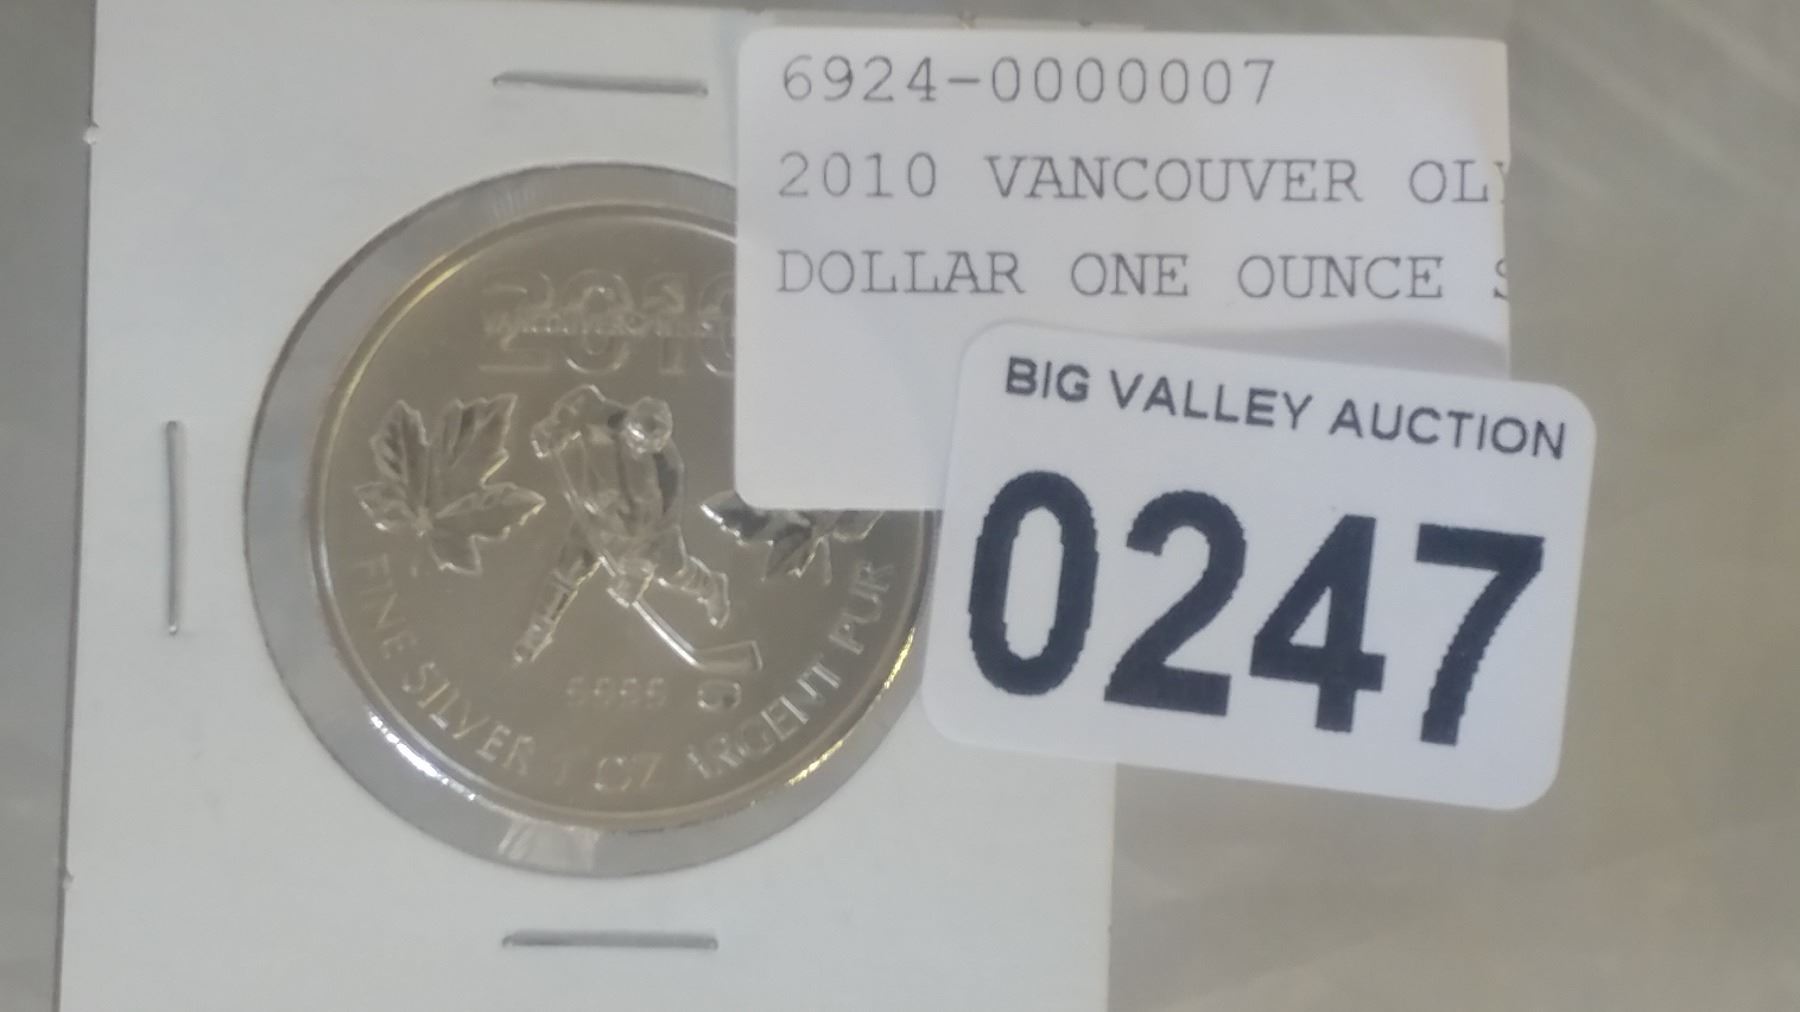 6924-0000007
2010 VANCOUVER OL
DOLLAR ONE OUNCE S
BIG VALLEY AUCTION
0247
2010
9999
FINE SILVER 1 OZ ARGENT PUR